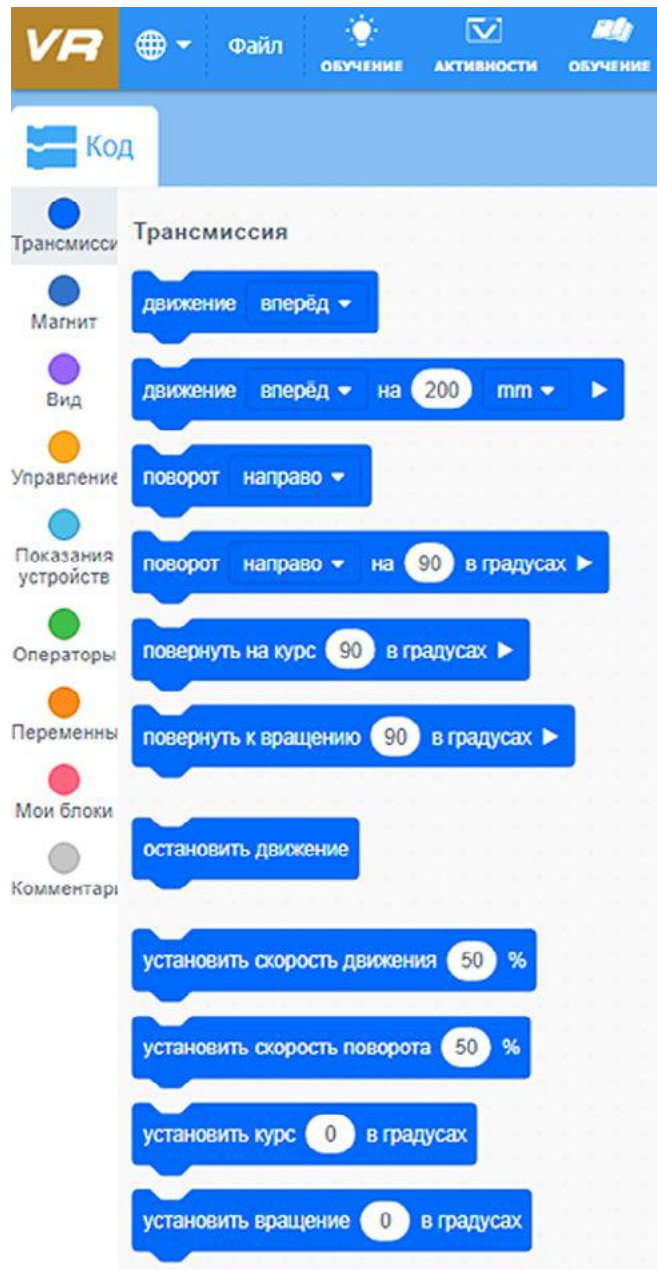 VR Файл ОБУЧЕНИЕ АКТИВНОСТИ ОБУЧЕНИЕ
Код
Трансмисси
Магнит
Вид
Управление
Показания
устройств
Операторы
Переменны
Мои блоки
Комментари
Трансмиссия
движение вперёд
движение вперёд на 200 mm
поворот направо
поворот направо на 90 в градусах
повернуть на курс 90 в градусах
повернуть к вращению 90 в градусах
остановить движение
установить скорость движения 50 %
установить скорость поворота 50 %
установить курс 0 в градусах
установить вращение 0 в градусах